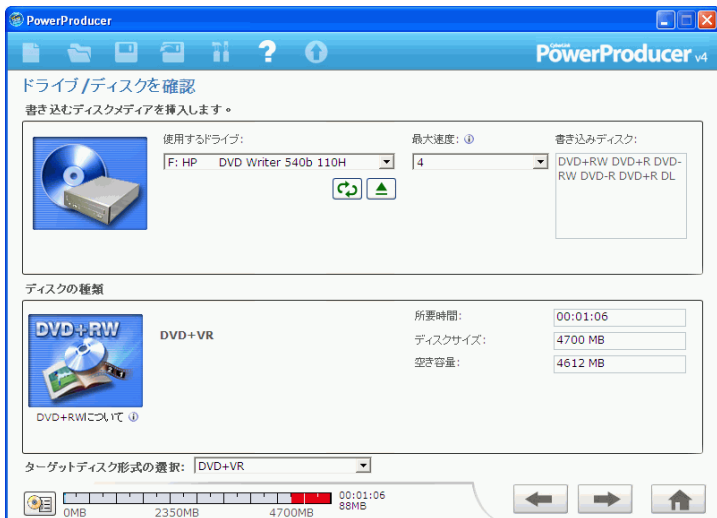 PowerProducer
CyberLink
PowerProducer v4
ドライブ/ディスクを確認
書き込むディスクメディアを挿入します。
使用するドライブ:
最大速度:
書き込みディスク:
F: HP DVD Writer 540b 110H
4
DVD+RW DVD+R DVD-
RW DVD-R DVD+R DL
ディスクの種類
DVD+RW
DVD+VR
所要時間:
00:01:06
ディスクサイズ:
4700 MB
空き容量:
4612 MB
DVD+RWについて
ターゲットディスク形式の選択: DVD+VR
00:01:06
88MB
0MB 2350MB 4700MB